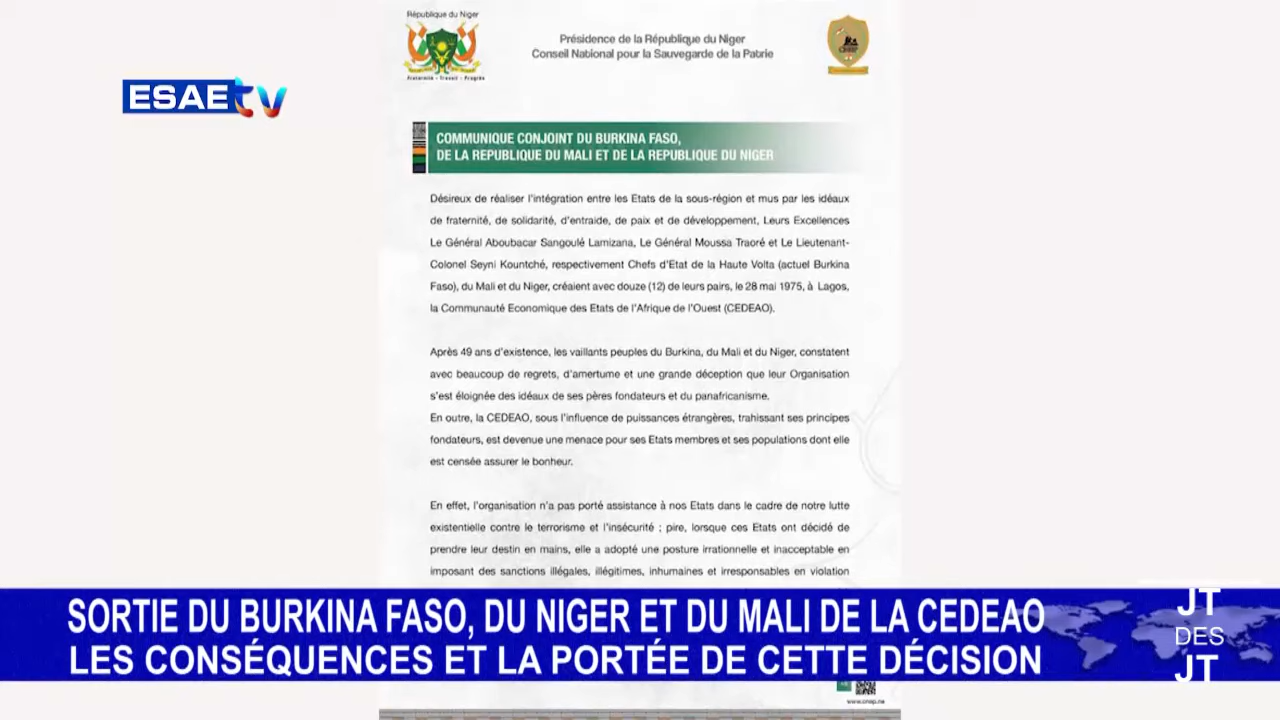 République du Niger
Fraternité - Travail - Progrès
Présidence de la République du Niger
Conseil National pour la Sauvegarde de la Patrie
CNSP
ESAE tv
COMMUNIQUE CONJOINT DU BURKINA FASO,
DE LA REPUBLIQUE DU MALI ET DE LA REPUBLIQUE DU NIGER
Désireux de réaliser l'intégration entre les Etats de la sous-région et mus par les idéaux
de fraternité, de solidarité, d'entraide, de paix et de développement, Leurs Excellences
Le Général Aboubacar Sangoulé Lamizana, Le Général Moussa Traoré et Le Lieutenant-
Colonel Seyni Kountché, respectivement Chefs d'Etat de la Haute Volta (actuel Burkina
Faso), du Mali et du Niger, créaient avec douze (12) de leurs pairs, le 28 mai 1975, à Lagos,
la Communauté Economique des Etats de l'Afrique de l'Ouest (CEDEAO).
Après 49 ans d'existence, les vaillants peuples du Burkina, du Mali et du Niger, constatent
avec beaucoup de regrets, d'amertume et une grande déception que leur Organisation
s'est éloignée des idéaux de ses pères fondateurs et du panafricanisme.
En outre, la CEDEAO, sous l'influence de puissances étrangères, trahissant ses principes
fondateurs, est devenue une menace pour ses Etats membres et ses populations dont elle
est censée assurer le bonheur.
En effet, l'organisation n'a pas porté assistance à nos Etats dans le cadre de notre lutte
existentielle contre le terrorisme et l'insécurité ; pire, lorsque ces Etats ont décidé de
prendre leur destin en mains, elle a adopté une posture irrationnelle et inacceptable en
imposant des sanctions illégales, illégitimes, inhumaines et irresponsables en violation
SORTIE DU BURKINA FASO, DU NIGER ET DU MALI DE LA CEDEAO
LES CONSÉQUENCES ET LA PORTÉE DE CETTE DÉCISION
JT
DES
JT
www.cnsp.ne